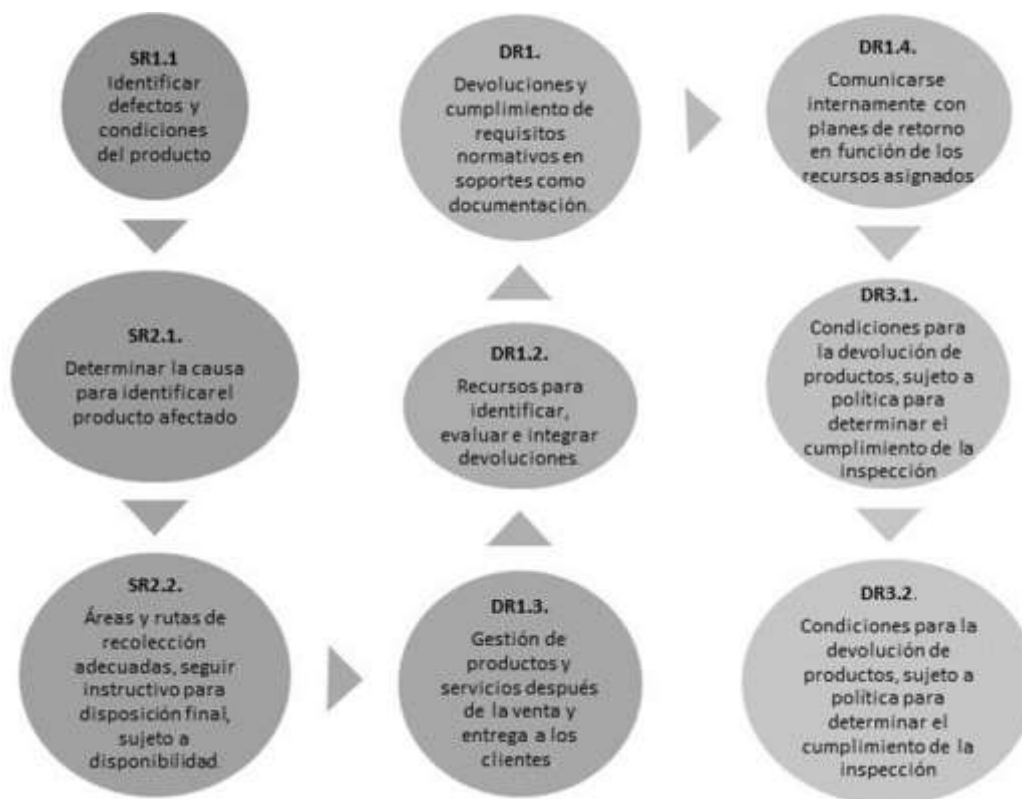 SR1.1
Identificar
defectos y
condiciones
del producto
SR2.1.
Determinar la causa
para identificar el
producto afectado
SR2.2.
Áreas y rutas de
recolección
adecuadas, seguir
instructivo para
disposición final,
sujeto a
disponibilidad
DR1.3.
Gestión de
productos y
servicios después
de la venta y
entrega a los
clientes
DR1.2.
Recursos para
identificar,
evaluar e integrar
devoluciones.
DR1.
Devoluciones y
cumplimiento de
requisitos
normativos en
soportes como
documentación.
DR1.4.
Comunicarse
internamente con
planes de retorno
en función de los
recursos asignados
DR3.1.
Condiciones para
la devolución de
productos, sujeto a
política para
determinar el
cumplimiento de la
inspección
DR3.2.
Condiciones para la
devolución de
productos, sujeto a
política para
determinar el
cumplimiento de la
inspección